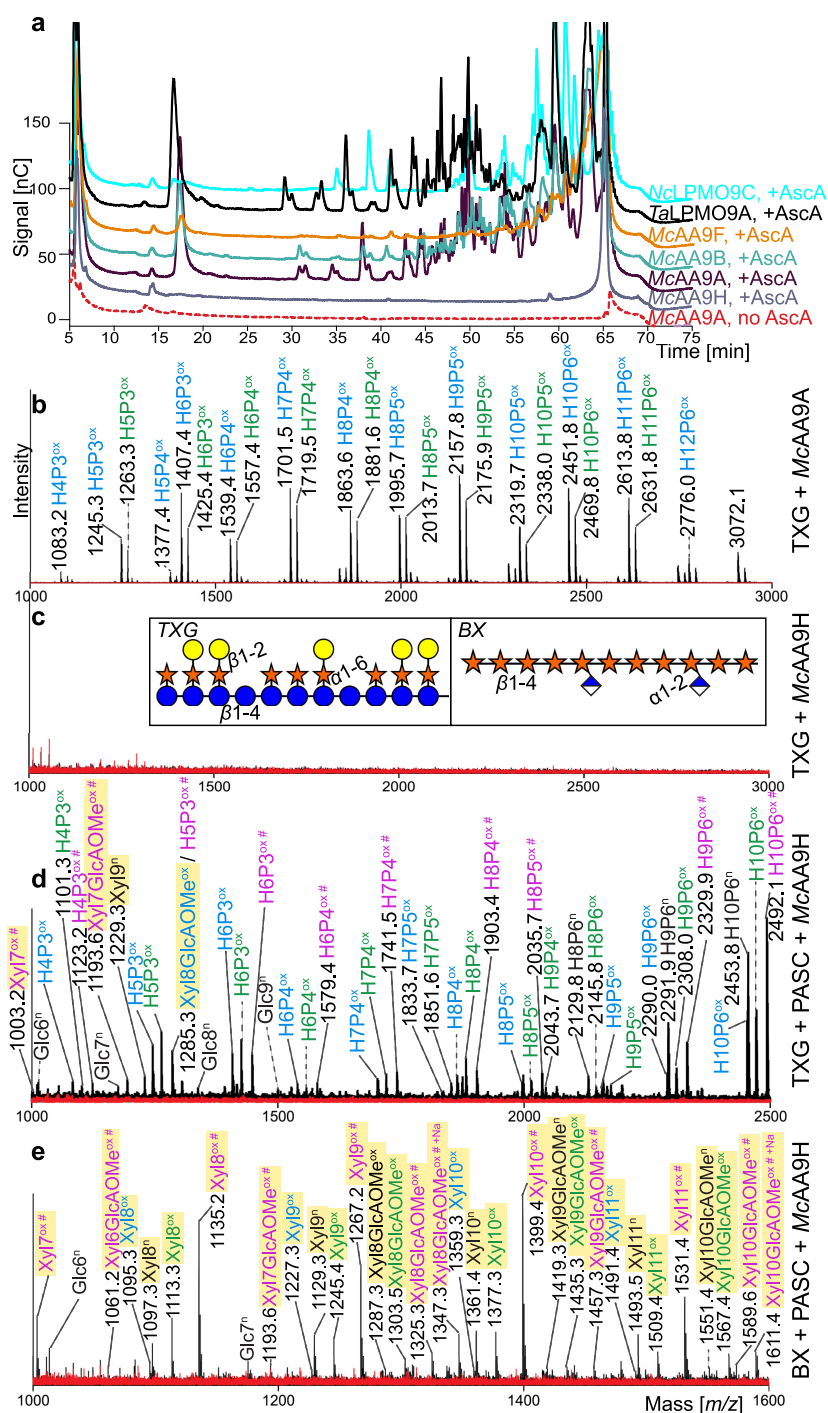 a
Signal [nC]
150
100
50
0
NcLPMO9C, +AscA
TaLPMO9A, +AscA
McAA9F, +AscA
McAA9B, +AscA
McAA9A, +AscA
McAA9H, +AscA
McAA9A, no AscA
5 10 15 20 25 30 35 40 45 50 55 60 65 70 75
Time [min]
b
Intensity
1083.2 H4P3ox
1245.3 H5P3ox
1263.3 H5P3ox
1377.4 H5P4ox
1407.4 H6P3ox
1425.4 H6P3ox
1539.4 H6P4ox
1557.4 H6P4ox
1701.5 H7P4ox
1719.5 H7P4ox
1863.6 H8P4ox
1881.6 H8P4ox
1995.7 H8P5ox
2013.7 H8P5ox
2157.8 H9P5ox
2175.9 H9P5ox
2319.7 H10P5ox
2338.0 H10P5ox
2451.8 H10P6ox
2469.8 H10P6ox
2613.8 H11P6ox
2631.8 H11P6ox
2776.0 H12P6ox
3072.1
TXG + McAA9A
1000 1500 2000 2500 3000
c
TXG
β1-2
α1-6
β1-4
BX
β1-4
α1-2
TXG + McAA9H
1000 1500 2000 2500 3000
d
1003.2 Xyl7ox #
Glc6n
H4P3ox
1101.3 H4P3ox
1123.2 H4P3ox #
Glc7n
1193.6 Xyl7GlcAOMeox #
1229.3 Xyl9n
H5P3ox
H5P3ox
1285.3 Xyl8GlcAOMeox / H5P3ox #
Glc8n
H6P3ox
H6P3ox
H6P3ox #
Glc9n
H6P4ox
H6P4ox
1579.4 H6P4ox #
H7P4ox
H7P4ox
1741.5 H7P4ox #
1833.7 H7P5ox
1851.6 H7P5ox
H8P4ox
H8P4ox
1903.4 H8P4ox #
H8P5ox
H8P5ox
2035.7 H8P5ox #
2043.7 H9P4ox
2129.8 H8P6n
2145.8 H8P6ox
H9P5ox
H9P5ox
2290.0 H9P6ox
2291.9 H9P6n
2308.0 H9P6ox
2329.9 H9P6ox #
H10P6ox
2453.8 H10P6n
H10P6ox
2492.1 H10P6ox #
TXG + PASC + McAA9H
1000 1500 2000 2500
e
Xyl7ox #
Glc6n
1061.2 Xyl6GlcAOMeox #
1095.3 Xyl8ox
1097.3 Xyl8n
1113.3 Xyl8ox
1135.2 Xyl8ox #
Glc7n
1193.6 Xyl7GlcAOMeox #
1227.3 Xyl9ox
1129.3 Xyl9n
1245.4 Xyl9ox
1267.2 Xyl9ox #
1287.3 Xyl8GlcAOMeox
1303.5 Xyl8GlcAOMeox
1325.3 Xyl8GlcAOMeox #
1347.3 Xyl8GlcAOMeox # +Na
1359.3 Xyl10ox
1361.4 Xyl10n
1377.3 Xyl10ox
1399.4 Xyl10ox #
1419.3 Xyl9GlcAOMen
1435.3 Xyl9GlcAOMeox
1457.3 Xyl9GlcAOMeox #
1491.4 Xyl11ox
1493.5 Xyl11n
1509.4 Xyl11ox
1531.4 Xyl11ox #
1551.4 Xyl10GlcAOMen
1567.4 Xyl10GlcAOMeox
1589.6 Xyl10GlcAOMeox #
1611.4 Xyl10GlcAOMeox # +Na
BX + PASC + McAA9H
1000 1200 1400 1600
Mass [m/z]